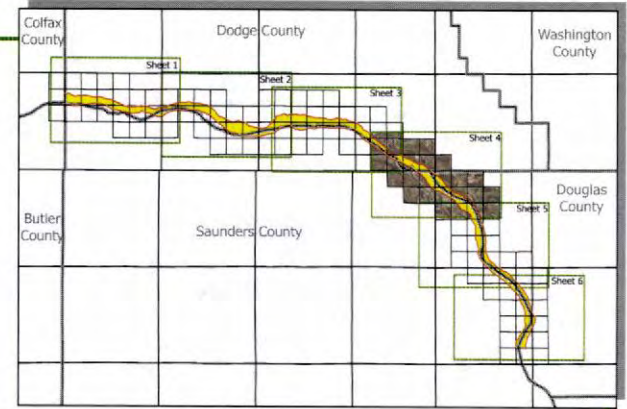 Colfax
County
Dodge County
Washington
County
Sheet 1
Sheet 2
Sheet 3
Sheet 4
Douglas
County
Sheet 5
Butler
County
Saunders County
Sheet 6